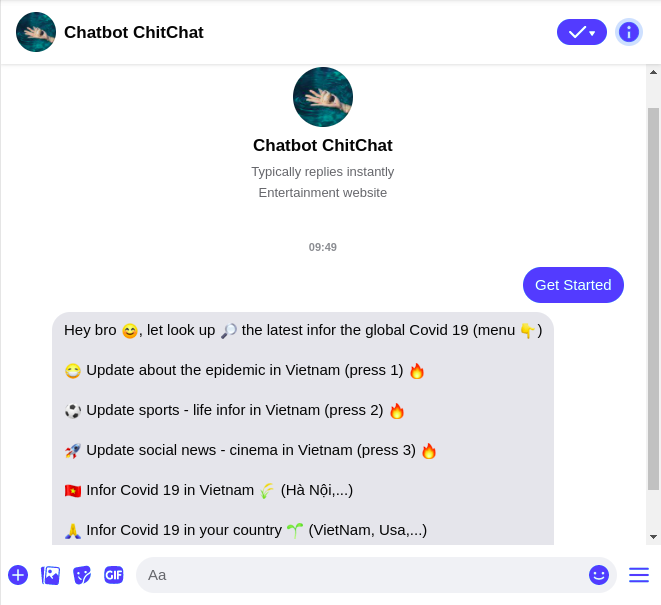 Chatbot ChitChat
Chatbot ChitChat
Typically replies instantly
Entertainment website
09:49
Get Started
Hey bro 😊, let look up 🔎 the latest infor the global Covid 19 (menu 👇)
😷 Update about the epidemic in Vietnam (press 1) 🔥
⚽ Update sports - life infor in Vietnam (press 2) 🔥
🚀 Update social news - cinema in Vietnam (press 3) 🔥
🇻🇳 Infor Covid 19 in Vietnam 🌾 (Hà Nội,...)
🙏 Infor Covid 19 in your country 🌱 (VietNam, Usa,...)
GIF
Aa